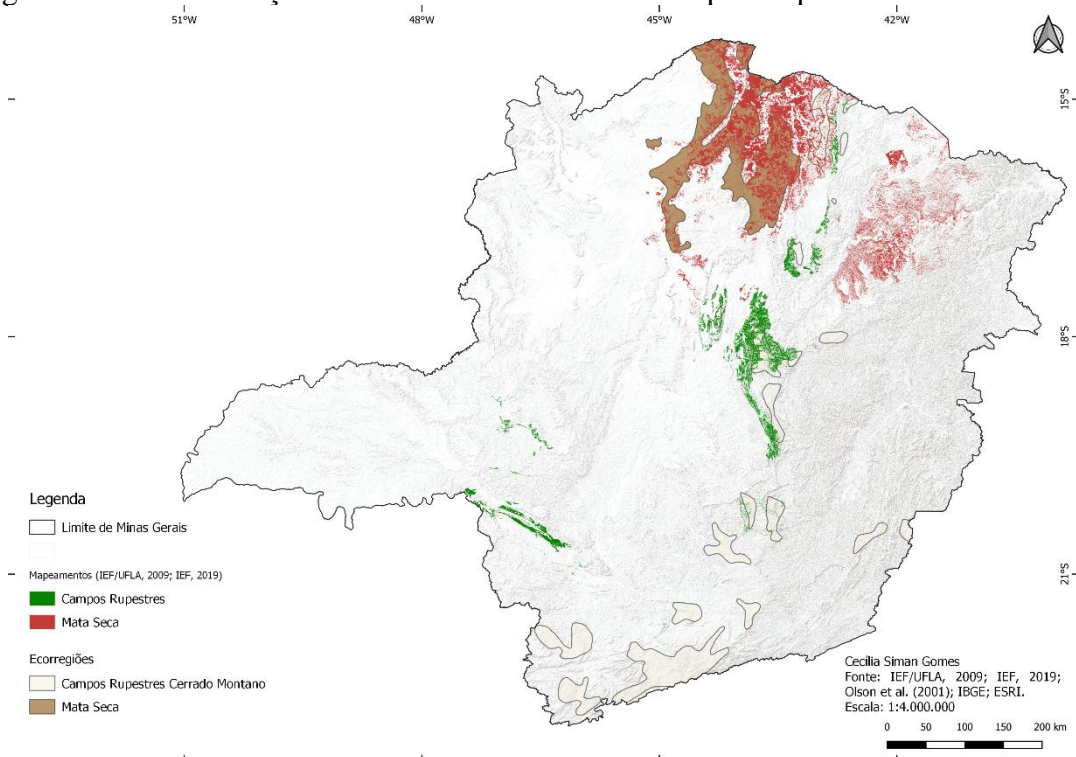 51°W 48°W 45°W 42°W
15°S
18°S
21°S
Legenda
Limite de Minas Gerais
Mapeamentos (IEF/UFLA, 2009; IEF, 2019)
Campos Rupestres
Mata Seca
Ecorregiões
Campos Rupestres Cerrado Montano
Mata Seca
Cecília Siman Gomes
Fonte: IEF/UFLA, 2009; IEF, 2019;
Olson et al. (2001); IBGE; ESRI.
Escala: 1:4.000.000
0 50 100 150 200 km